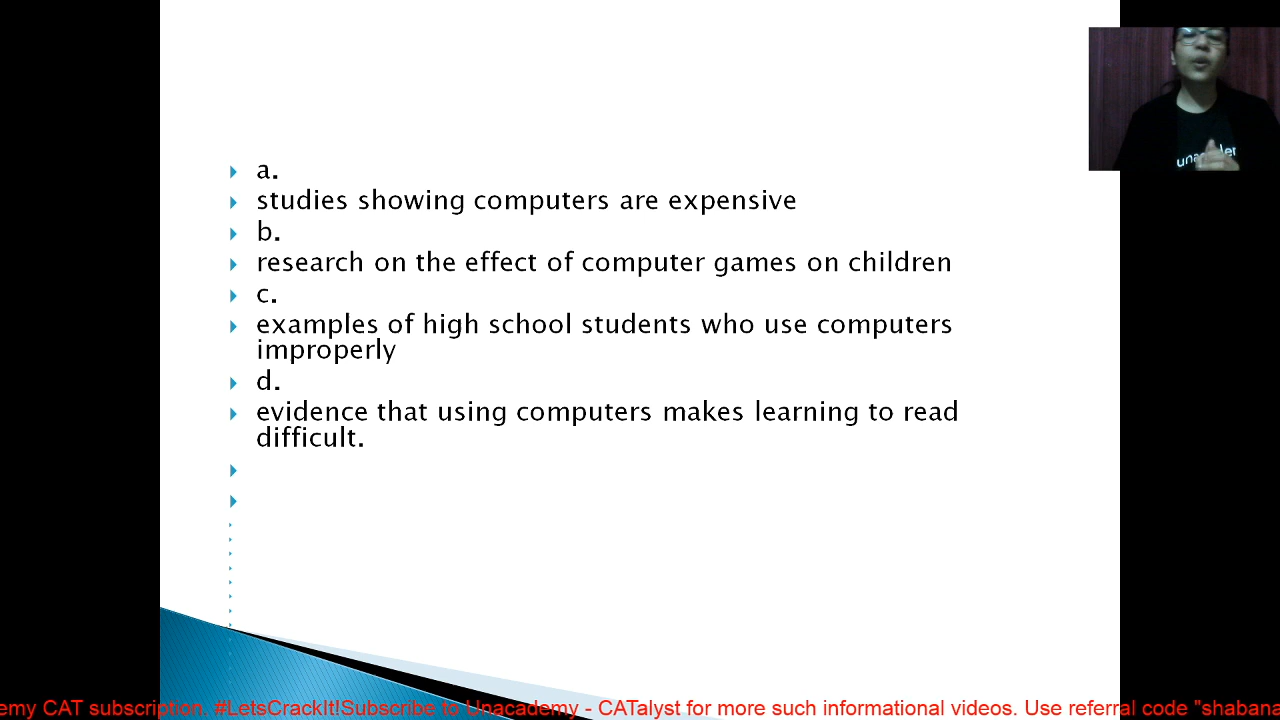 a.
studies showing computers are expensive
b.
research on the effect of computer games on children
c.
examples of high school students who use computers
improperly
d.
evidence that using computers makes learning to read
difficult.
emy CAT subscription. #LetsCrackIt!Subscribe to Unacademy - CATalyst for more such informational videos. Use referral code "shabana